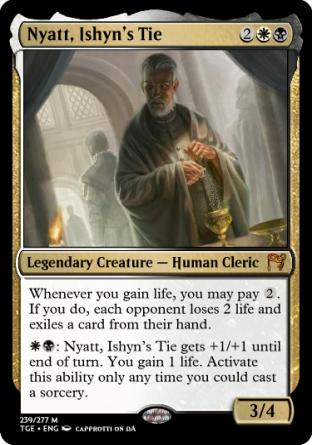 Nyatt, Ishyn's Tie 2
Legendary Creature — Human Cleric
Whenever you gain life, you may pay 2.
If you do, each opponent loses 2 life and
exiles a card from their hand.
: Nyatt, Ishyn's Tie gets +1/+1 until
end of turn. You gain 1 life. Activate
this ability only any time you could cast
a sorcery.
3/4
239/277 M
TGE • ENG CAPPROTTI ON dA